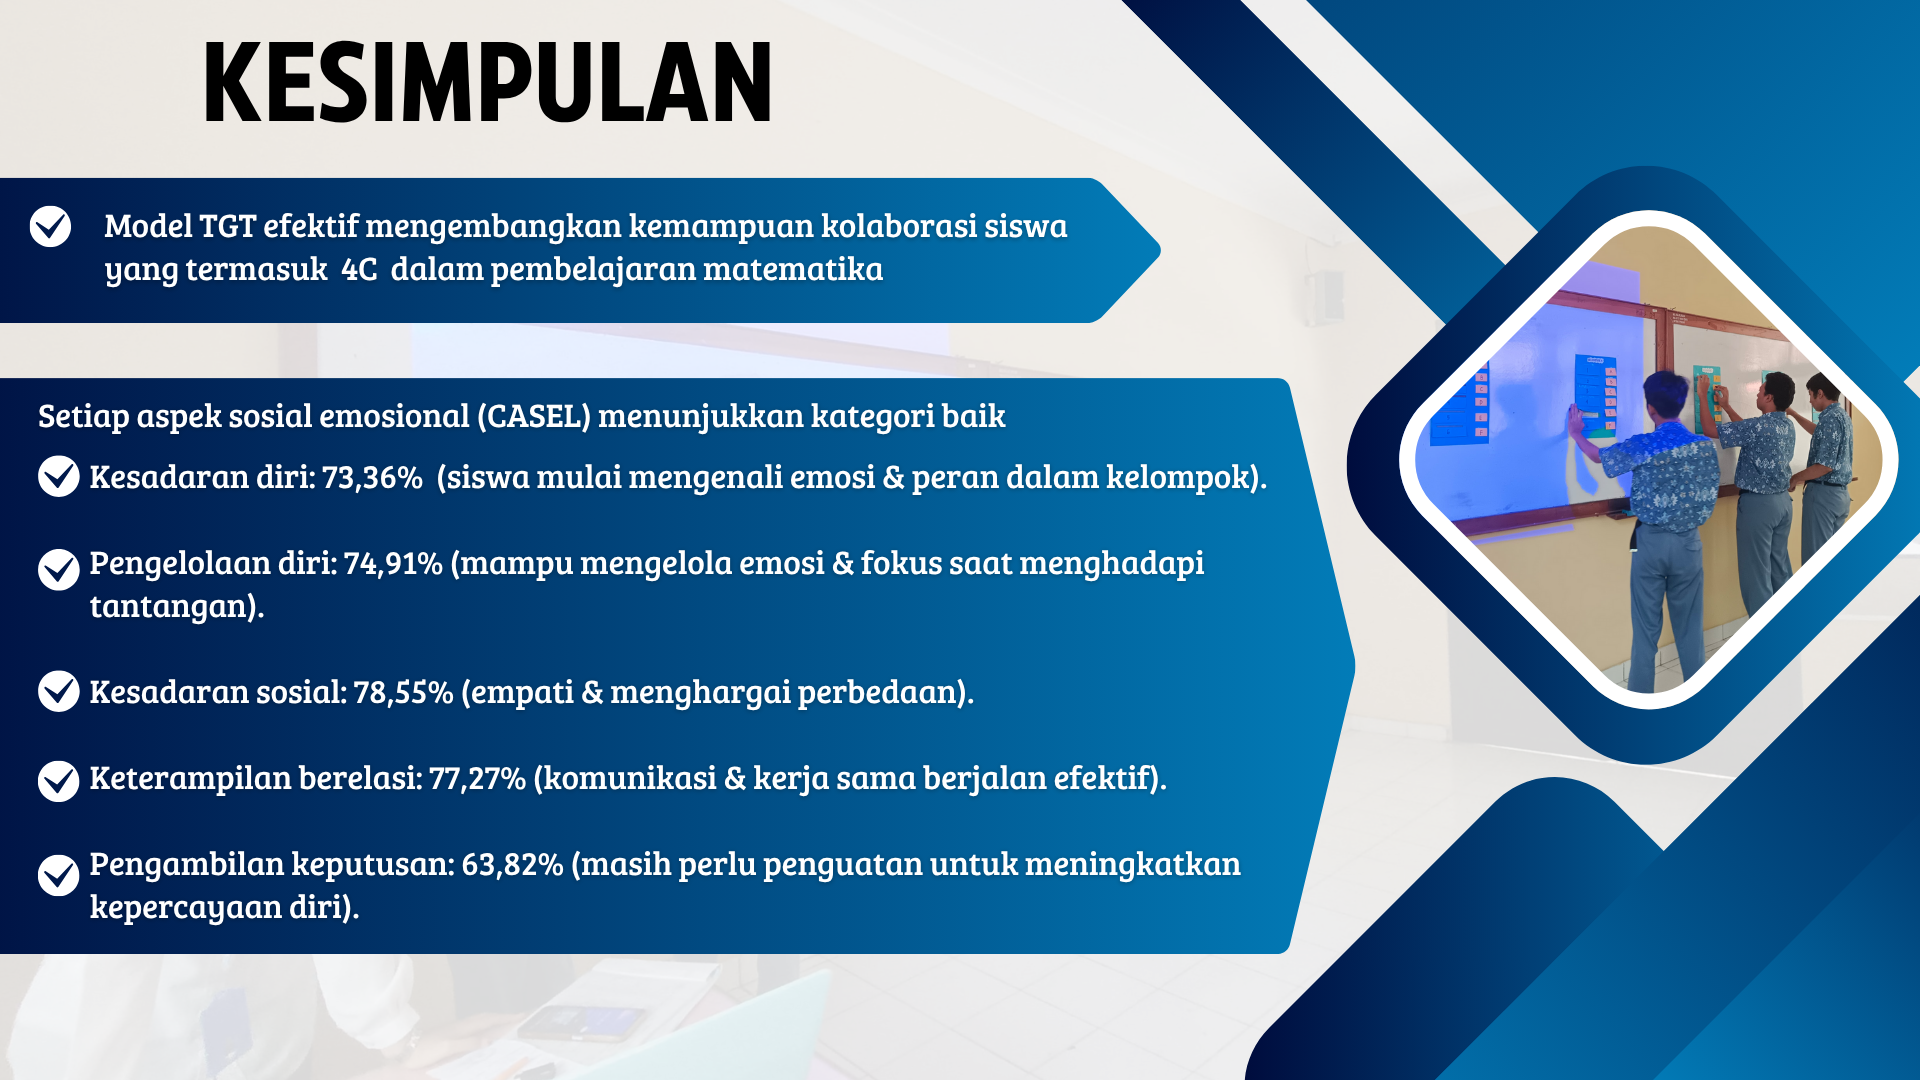 KESIMPULAN
Model TGT efektif mengembangkan kemampuan kolaborasi siswa
yang termasuk 4C dalam pembelajaran matematika
Setiap aspek sosial emosional (CASEL) menunjukkan kategori baik
Kesadaran diri: 73,36% (siswa mulai mengenali emosi & peran dalam kelompok).
Pengelolaan diri: 74,91% (mampu mengelola emosi & fokus saat menghadapi
tantangan).
Kesadaran sosial: 78,55% (empati & menghargai perbedaan).
Keterampilan berelasi: 77,27% (komunikasi & kerja sama berjalan efektif).
Pengambilan keputusan: 63,82% (masih perlu penguatan untuk meningkatkan
kepercayaan diri).